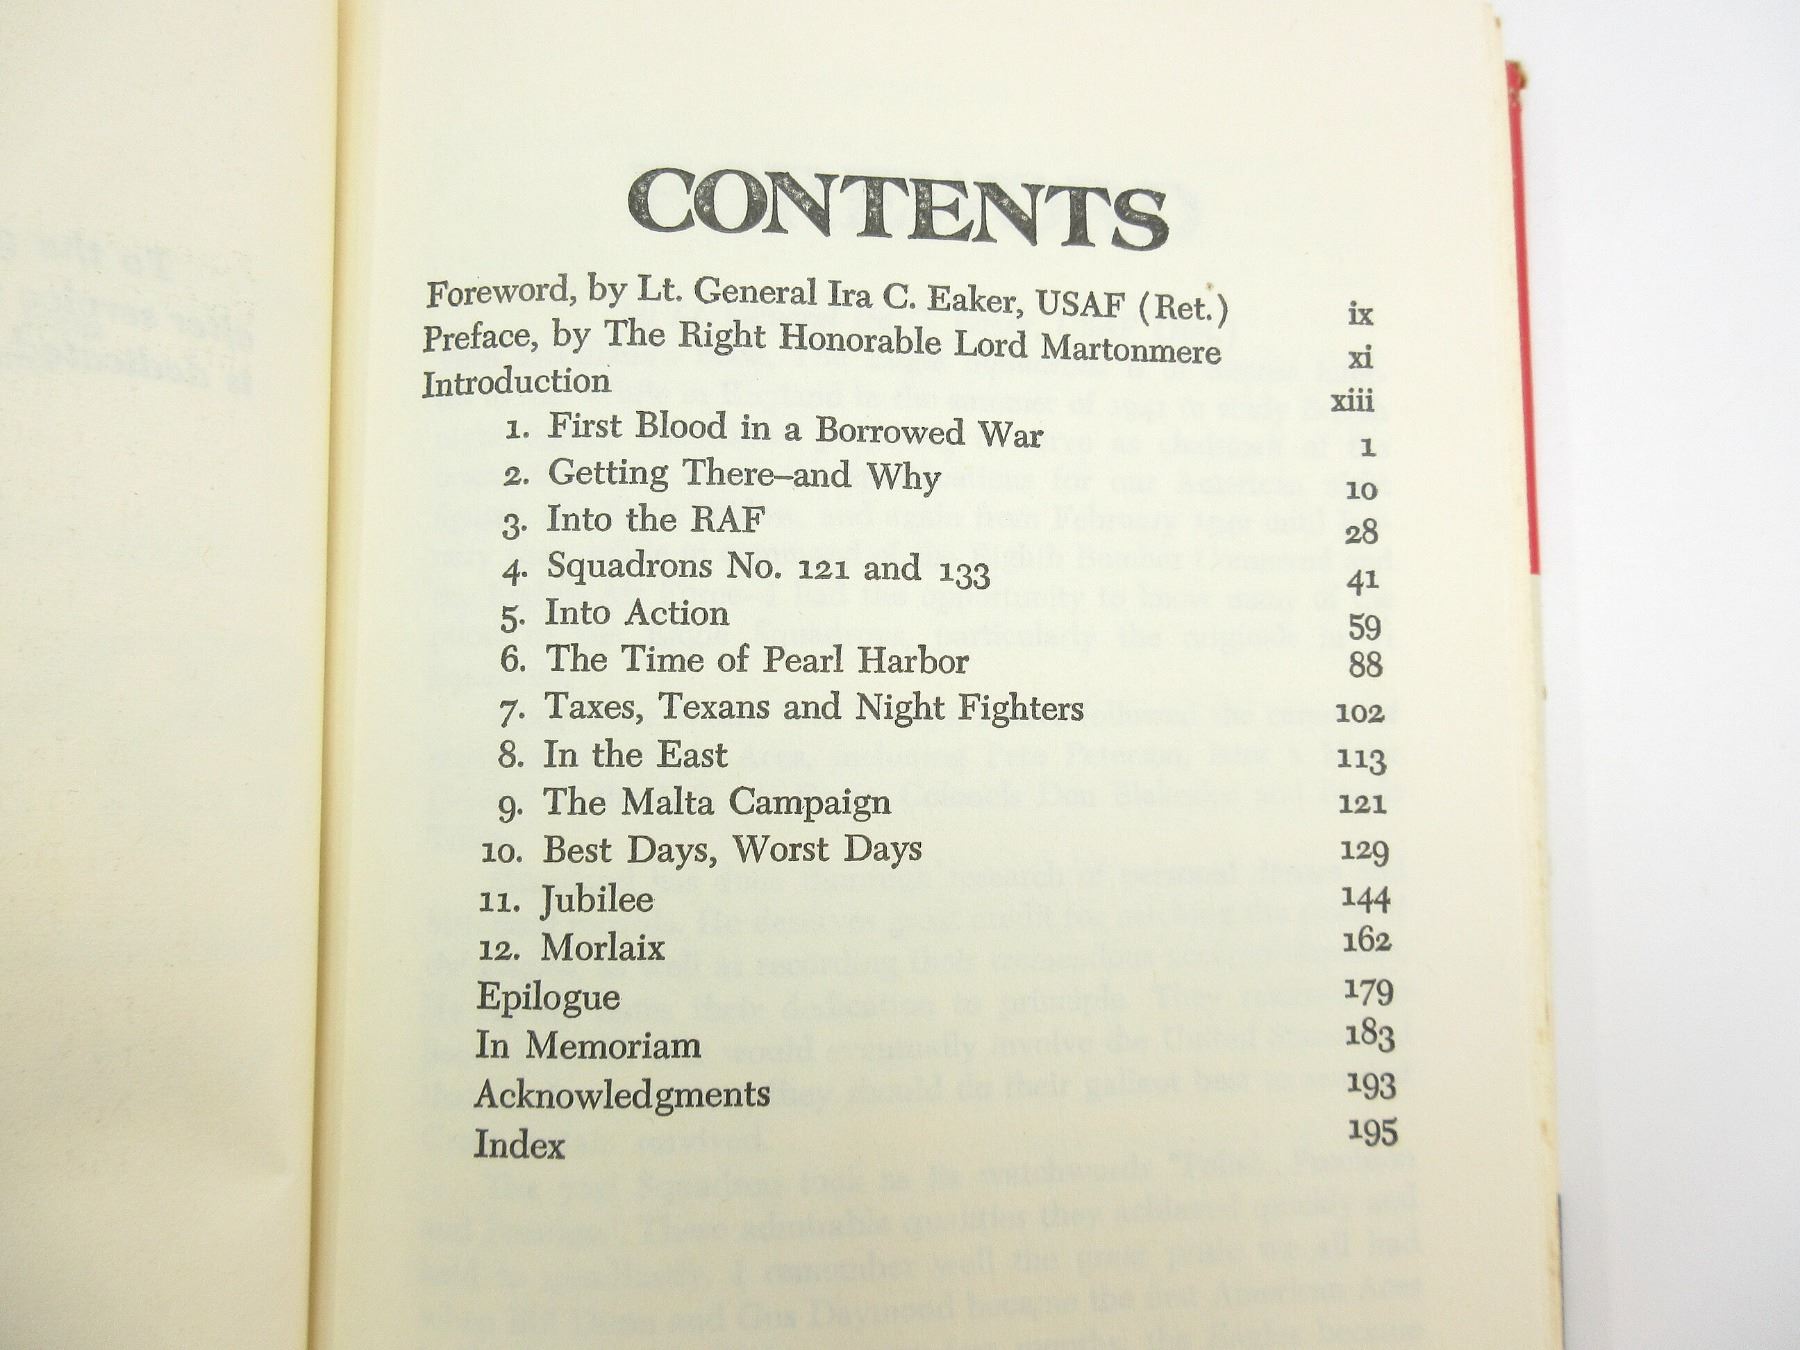 CONTENTS
Foreword, by Lt. General Ira C. Eaker, USAF (Ret.) ix
Preface, by The Right Honorable Lord Martonmere xi
Introduction xiii
1. First Blood in a Borrowed War 1
2. Getting There—and Why 10
3. Into the RAF 28
4. Squadrons No. 121 and 133 41
5. Into Action 59
6. The Time of Pearl Harbor 88
7. Taxes, Texans and Night Fighters 102
8. In the East 113
9. The Malta Campaign 121
10. Best Days, Worst Days 129
11. Jubilee 144
12. Morlaix 162
Epilogue 179
In Memoriam 183
Acknowledgments 193
Index 195